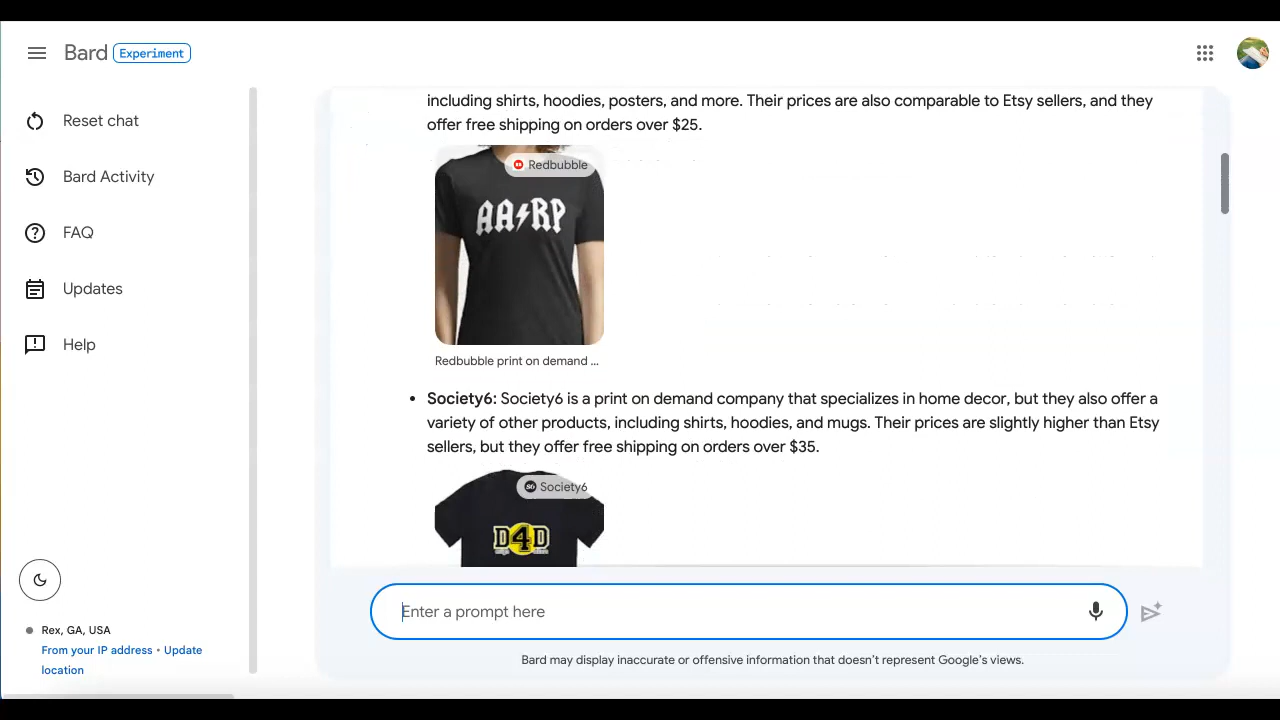 Bard Experiment
Reset chat
Bard Activity
FAQ
Updates
Help
Rex, GA, USA
From your IP address • Update
location
including shirts, hoodies, posters, and more. Their prices are also comparable to Etsy sellers, and they
offer free shipping on orders over $25.
Redbubble
AA⚡RP
Redbubble print on demand ...
• Society6: Society6 is a print on demand company that specializes in home decor, but they also offer a
variety of other products, including shirts, hoodies, and mugs. Their prices are slightly higher than Etsy
sellers, but they offer free shipping on orders over $35.
S6 Society6
D4D
Enter a prompt here
Bard may display inaccurate or offensive information that doesn't represent Google's views.